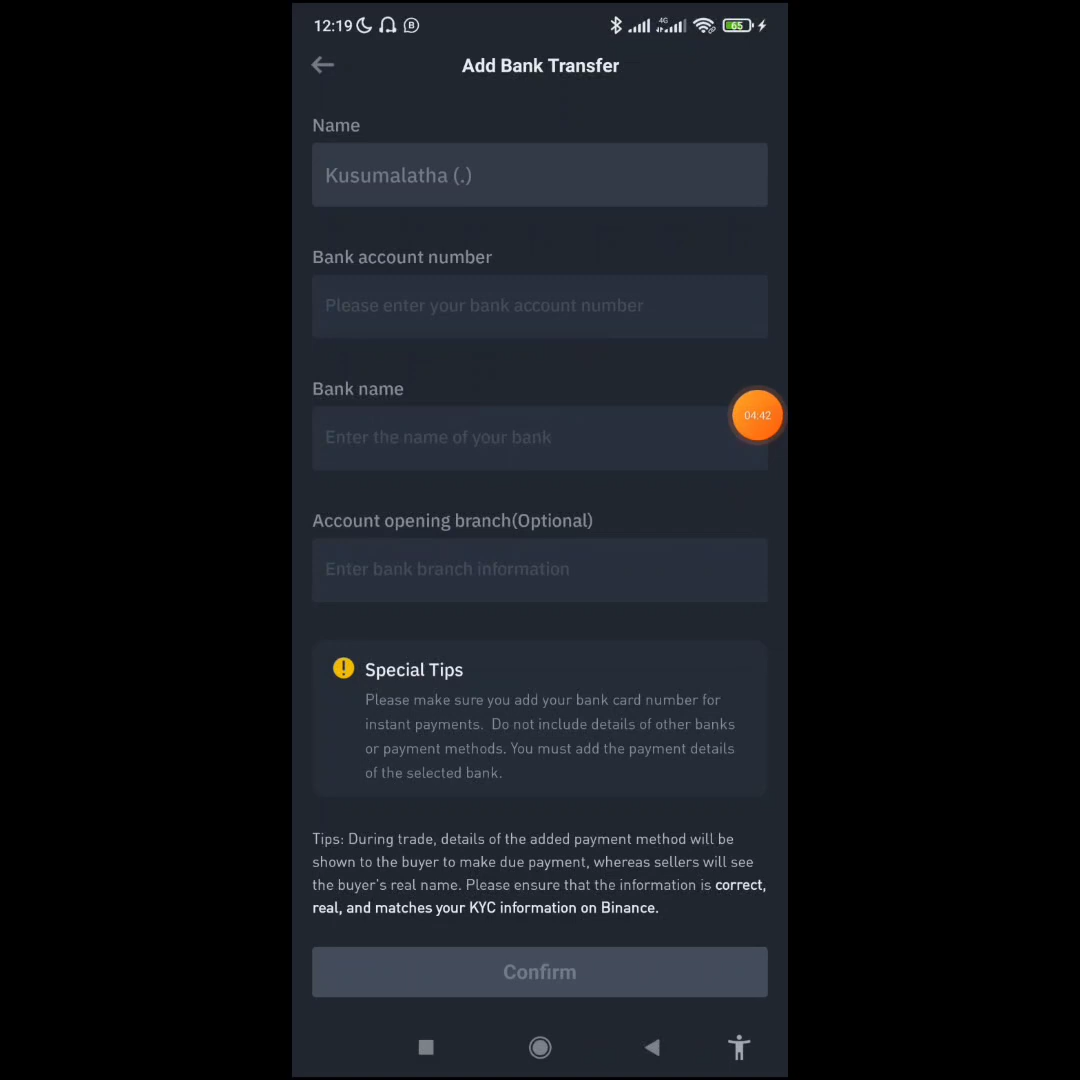 12:19 B 4G 65
Add Bank Transfer
Name
Kusumalatha (.)
Bank account number
Please enter your bank account number
Bank name
04:42
Enter the name of your bank
Account opening branch(Optional)
Enter bank branch information
Special Tips
Please make sure you add your bank card number for
instant payments.  Do not include details of other banks
or payment methods. You must add the payment details
of the selected bank.
Tips: During trade, details of the added payment method will be
shown to the buyer to make due payment, whereas sellers will see
the buyer's real name. Please ensure that the information is correct,
real, and matches your KYC information on Binance.
Confirm